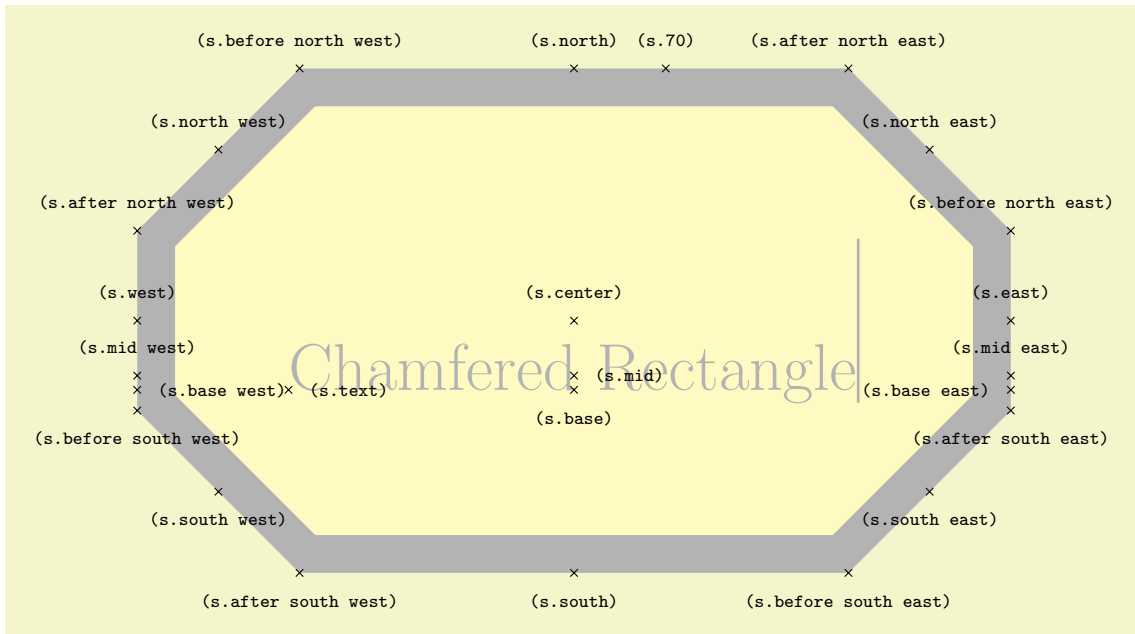 (s.before north west) (s.north) (s.70) (s.after north east)
(s.north west) (s.north east)
(s.after north west) (s.before north east)
(s.west) (s.center) (s.east)
(s.mid west) (s.mid east)
Chamfered Rectangle
(s.mid)
(s.base west) (s.text) (s.base east)
(s.base)
(s.before south west) (s.after south east)
(s.south west) (s.south east)
(s.after south west) (s.south) (s.before south east)